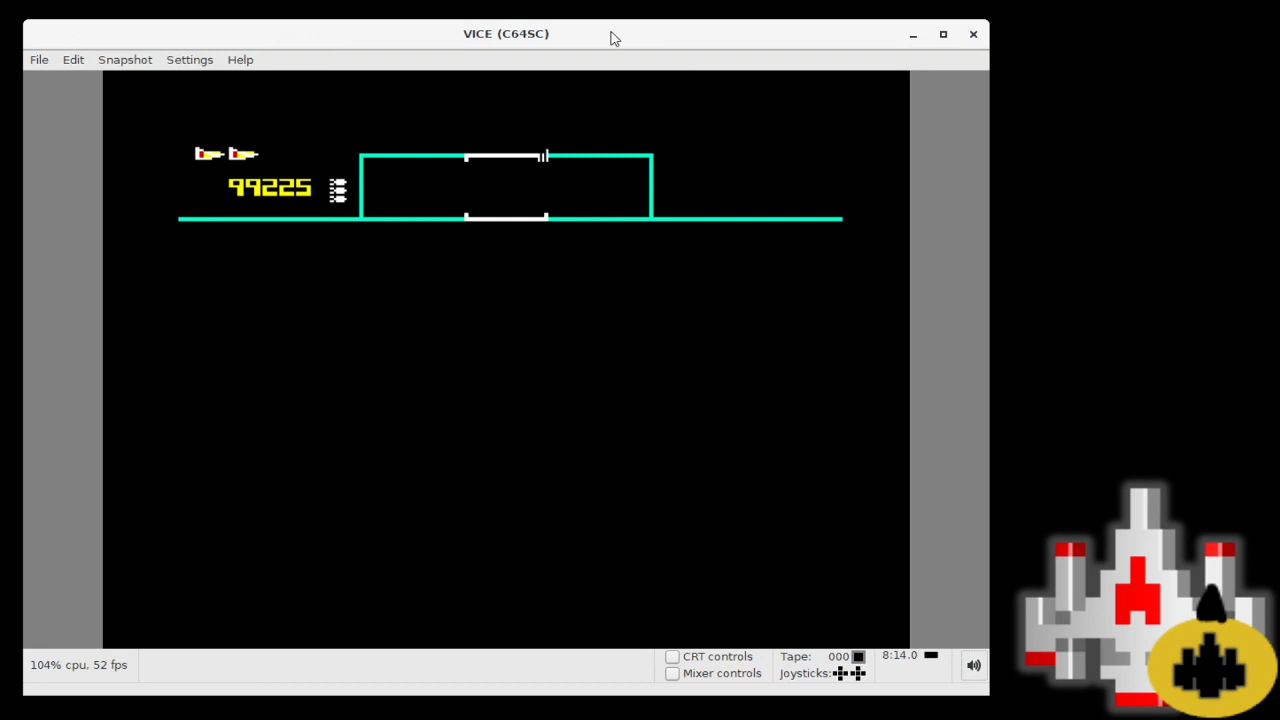 VICE (C64SC)
File Edit Snapshot Settings Help
99225
104% cpu, 52 fps
CRT controls
Mixer controls
Tape: 000
Joysticks:
8:14.0